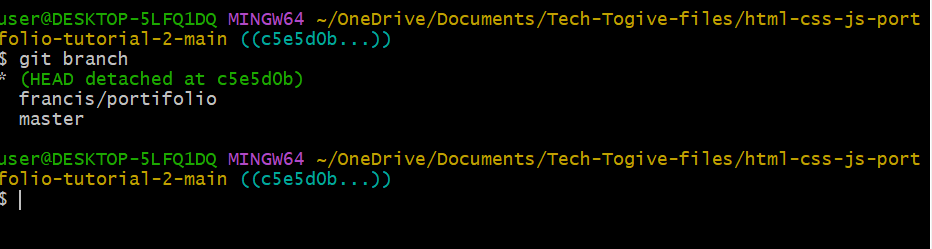 user@DESKTOP-5LFQ1DQ MINGW64 ~/OneDrive/Documents/Tech-Togive-files/html-css-js-port
folio-tutorial-2-main ((c5e5d0b...))
$ git branch
* (HEAD detached at c5e5d0b)
  francis/portifolio
  master
user@DESKTOP-5LFQ1DQ MINGW64 ~/OneDrive/Documents/Tech-Togive-files/html-css-js-port
folio-tutorial-2-main ((c5e5d0b...))
$